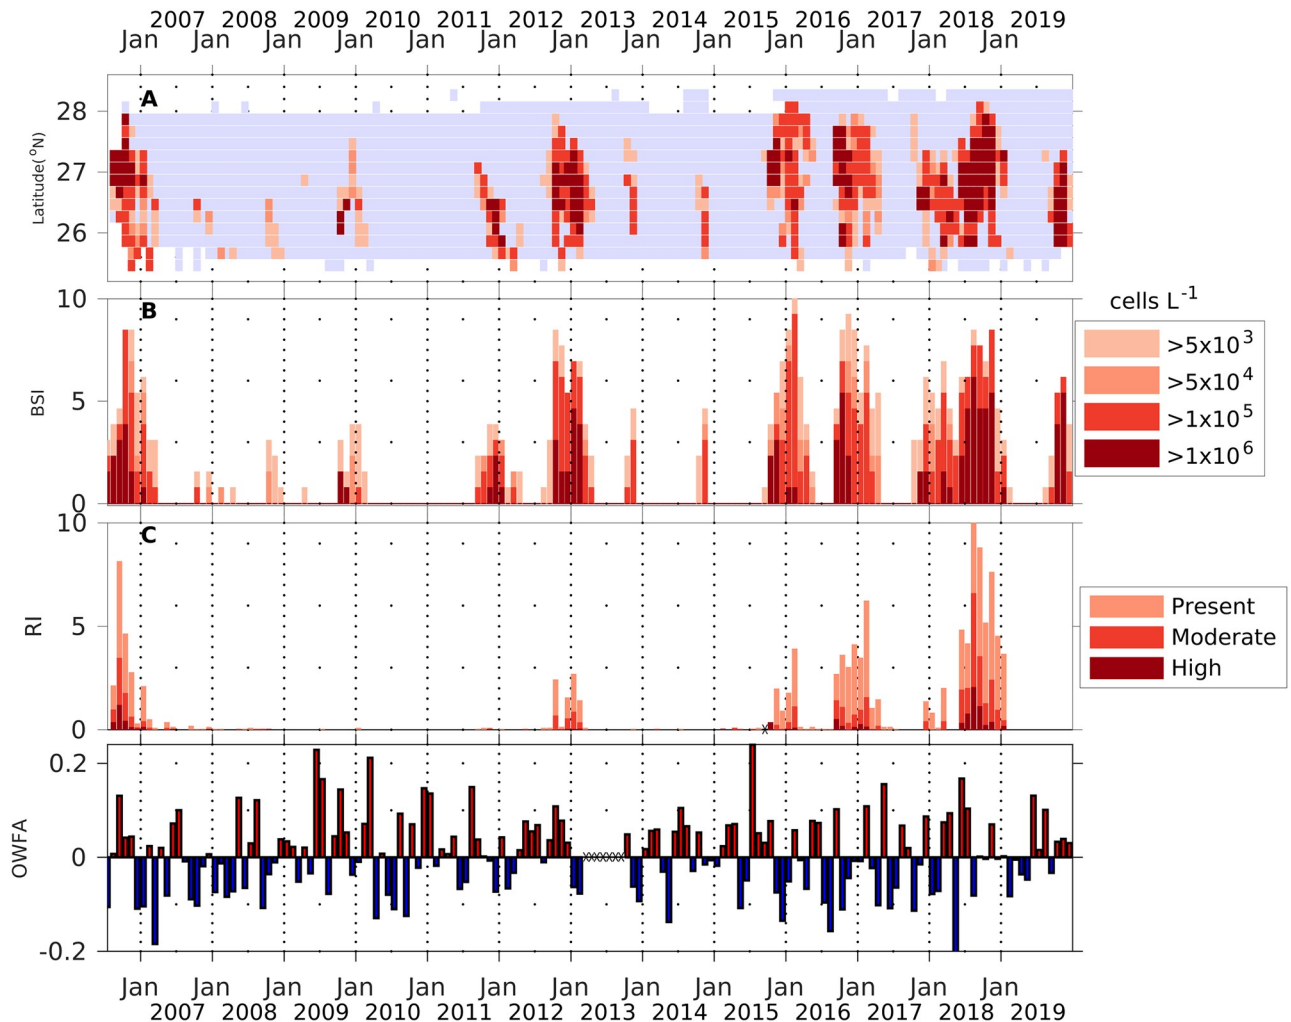 2007 2008 2009 2010 2011 2012 2013 2014 2015 2016 2017 2018 2019
Jan Jan Jan Jan Jan Jan Jan Jan Jan Jan Jan Jan Jan
A
28
27
26
Latitude(°N)
B
10
5
0
BSI
cells L⁻¹
>5x10³
>5x10⁴
>1x10⁵
>1x10⁶
C
10
5
0
RI
X
Present
Moderate
High
0.2
0
-0.2
OWFA
XXXXXXX
Jan Jan Jan Jan Jan Jan Jan Jan Jan Jan Jan Jan Jan
2007 2008 2009 2010 2011 2012 2013 2014 2015 2016 2017 2018 2019